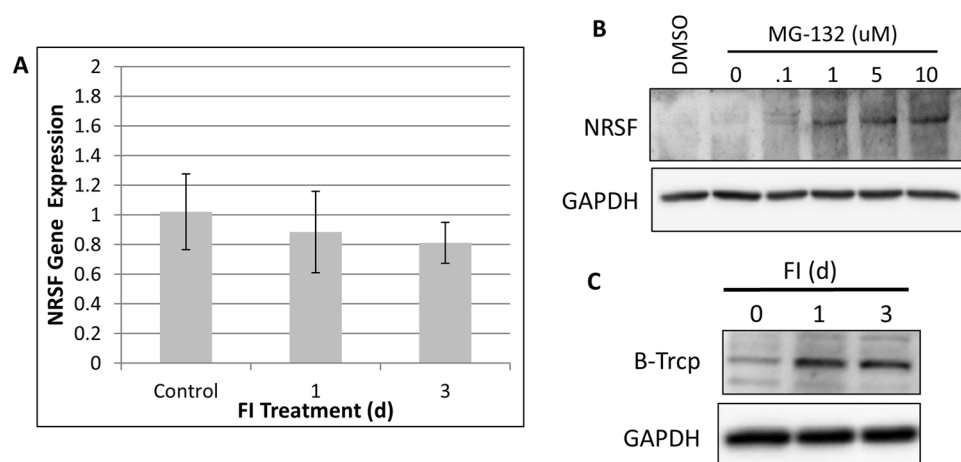 A
NRSF Gene Expression
2
1.8
1.6
1.4
1.2
1
0.8
0.6
0.4
0.2
0
Control 1 3
FI Treatment (d)
B
DMSO
MG-132 (uM)
0 .1 1 5 10
NRSF
GAPDH
C
FI (d)
0 1 3
B-Trcp
GAPDH